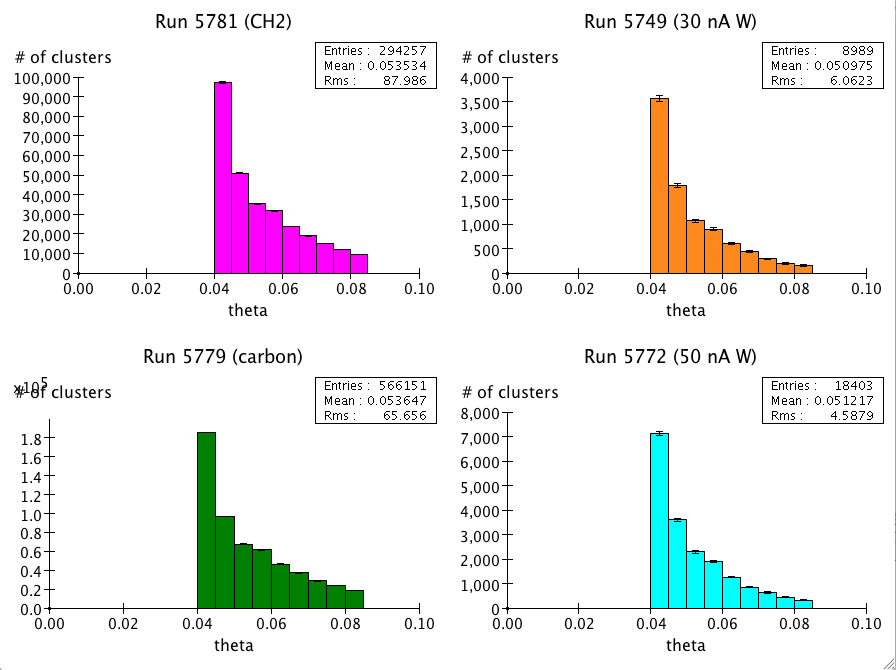 Run 5781 (CH2)
# of clusters
Entries : 294257
Mean : 0.053534
Rms : 87.986
100,000
90,000
80,000
70,000
60,000
50,000
40,000
30,000
20,000
10,000
0
0.00 0.02 0.04 0.06 0.08 0.10
theta
Run 5749 (30 nA W)
# of clusters
Entries : 8989
Mean : 0.050975
Rms : 6.0623
4,000
3,500
3,000
2,500
2,000
1,500
1,000
500
0
0.00 0.02 0.04 0.06 0.08 0.10
theta
Run 5779 (carbon)
x10⁵
# of clusters
Entries : 566151
Mean : 0.053647
Rms : 65.656
1.8
1.6
1.4
1.2
1.0
0.8
0.6
0.4
0.2
0.0
0.00 0.02 0.04 0.06 0.08 0.10
theta
Run 5772 (50 nA W)
# of clusters
Entries : 18403
Mean : 0.051217
Rms : 4.5879
8,000
7,000
6,000
5,000
4,000
3,000
2,000
1,000
0
0.00 0.02 0.04 0.06 0.08 0.10
theta